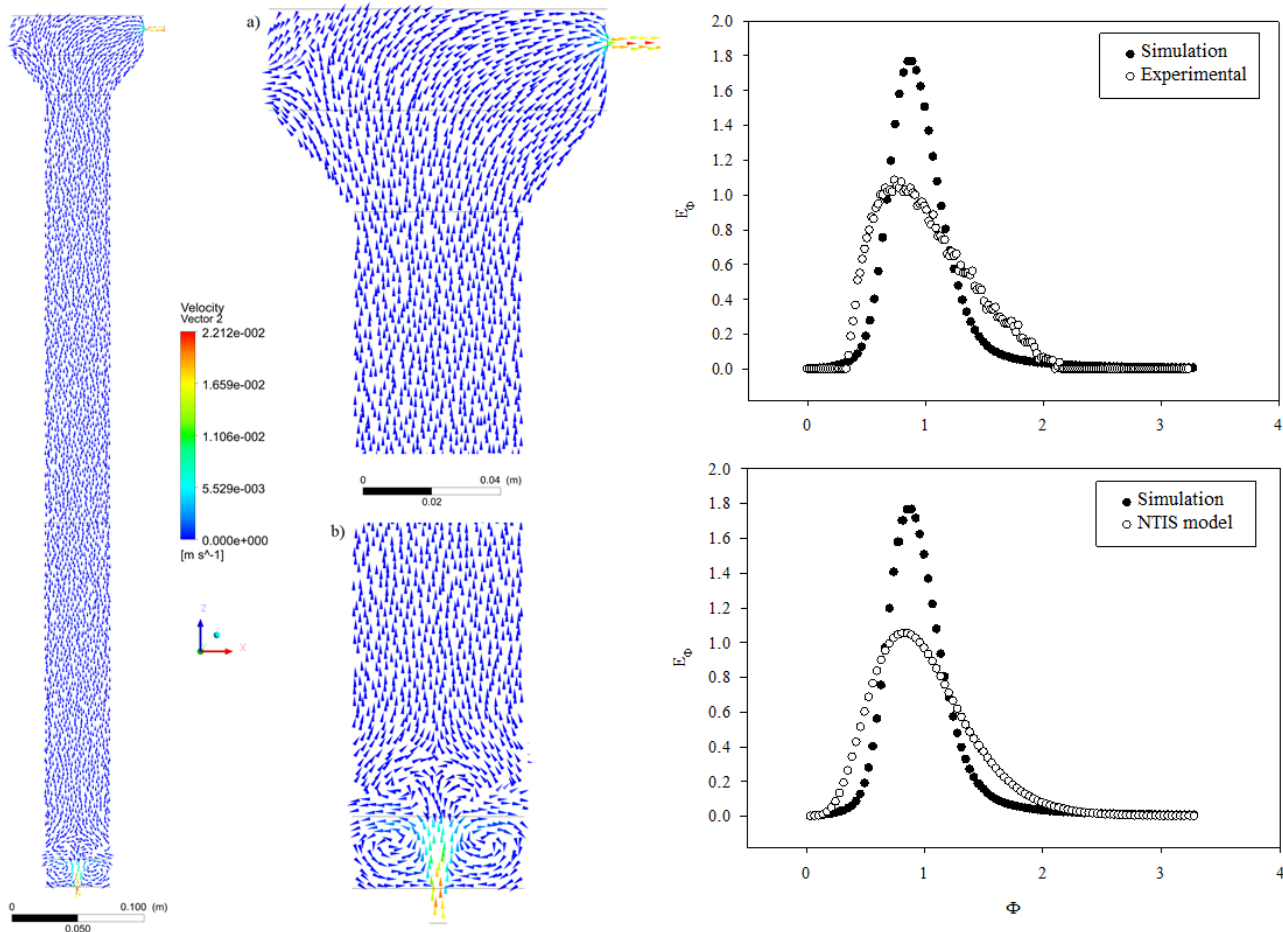 a)
Velocity
Vector 2
2.212e-002
1.659e-002
1.106e-002
5.529e-003
0.000e+000
[m s^-1]
Z
X
0 0.100 (m)
0.050
0 0.04 (m)
0.02
b)
2.0
1.8
1.6
1.4
1.2
1.0
0.8
0.6
0.4
0.2
0.0
E_Φ
Simulation
Experimental
0 1 2 3 4
2.0
1.8
1.6
1.4
1.2
1.0
0.8
0.6
0.4
0.2
0.0
E_Φ
Simulation
NTIS model
0 1 2 3 4
Φ